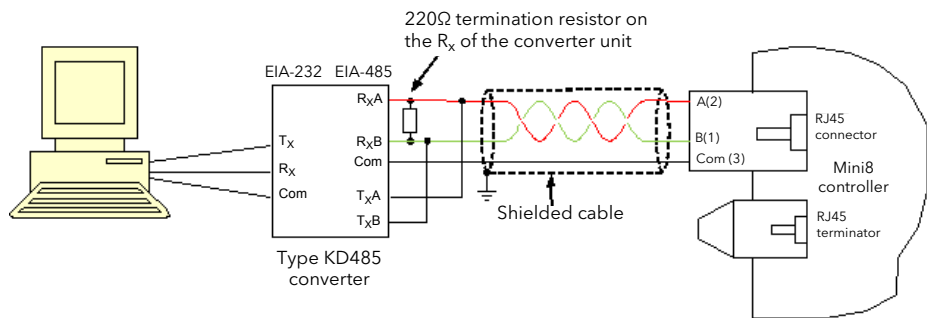 220Ω termination resistor on
the RX of the converter unit
EIA-232 EIA-485
RXA
TX
RXB
RX
Com
Com
TXA
TXB
Type KD485
converter
Shielded cable
A(2)
B(1)
Com (3)
RJ45
connector
Mini8
controller
RJ45
terminator